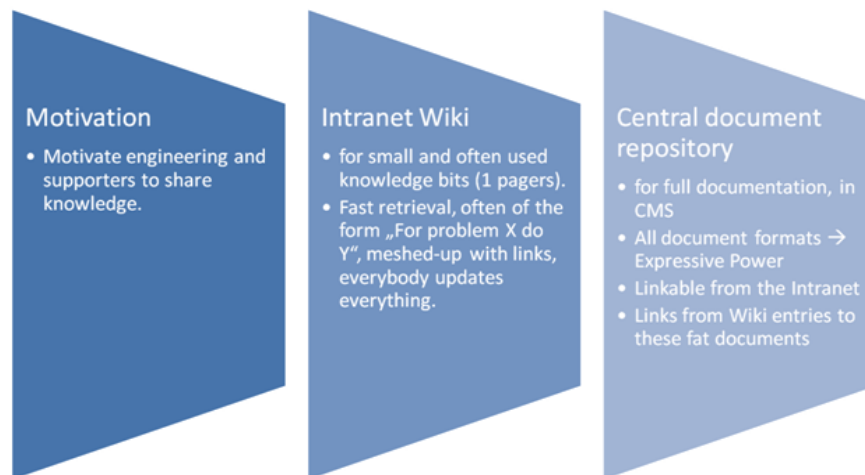 Motivation
• Motivate engineering and
supporters to share
knowledge.
Intranet Wiki
• for small and often used
knowledge bits (1 pagers).
• Fast retrieval, often of the
form „For problem X do
Y“, meshed-up with links,
everybody updates
everything.
Central document
repository
• for full documentation, in
CMS
• All document formats →
Expressive Power
• Linkable from the Intranet
• Links from Wiki entries to
these fat documents